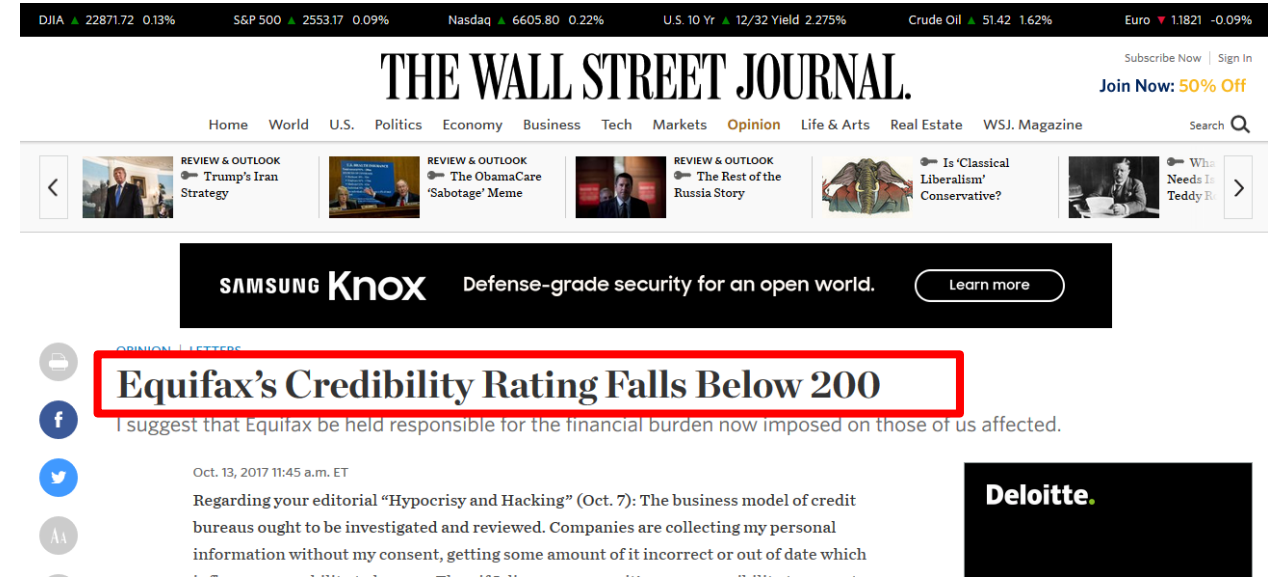 DJIA ▲ 22871.72 0.13% S&P 500 ▲ 2553.17 0.09% Nasdaq ▲ 6605.80 0.22% U.S. 10 Yr ▲ 12/32 Yield 2.275% Crude Oil ▲ 51.42 1.62% Euro ▼ 1.1821 -0.09%
Subscribe Now | Sign In
THE WALL STREET JOURNAL.
Join Now: 50% Off
Home World U.S. Politics Economy Business Tech Markets Opinion Life & Arts Real Estate WSJ. Magazine Search
REVIEW & OUTLOOK
Trump's Iran
Strategy
REVIEW & OUTLOOK
The ObamaCare
'Sabotage' Meme
REVIEW & OUTLOOK
The Rest of the
Russia Story
Is 'Classical
Liberalism'
Conservative?
Needs
Teddy
SAMSUNG Knox Defense-grade security for an open world. Learn more
OPINION | LETTERS
Equifax's Credibility Rating Falls Below 200
I suggest that Equifax be held responsible for the financial burden now imposed on those of us affected.
f
Oct. 13, 2017 11:45 a.m. ET
Regarding your editorial “Hypocrisy and Hacking” (Oct. 7): The business model of credit
bureaus ought to be investigated and reviewed. Companies are collecting my personal
information without my consent, getting some amount of it incorrect or out of date which
AA
Deloitte.